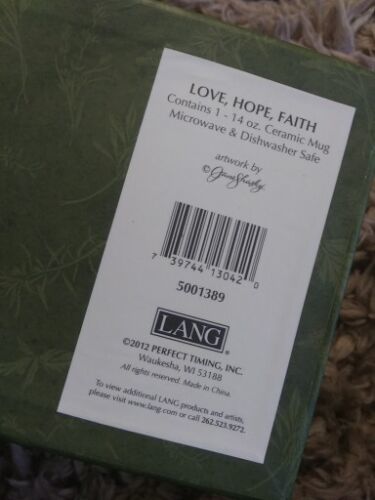 LOVE, HOPE, FAITH
Contains 1 - 14 oz. Ceramic Mug
Microwave & Dishwasher Safe
artwork by
© Jane Shasky
7 39744 13042 0
5001389
LANG®
©2012 PERFECT TIMING, INC.
Waukesha, WI 53188
All rights reserved. Made in China.
To view additional LANG products and artists,
please visit www.lang.com or call 262.523.9272.